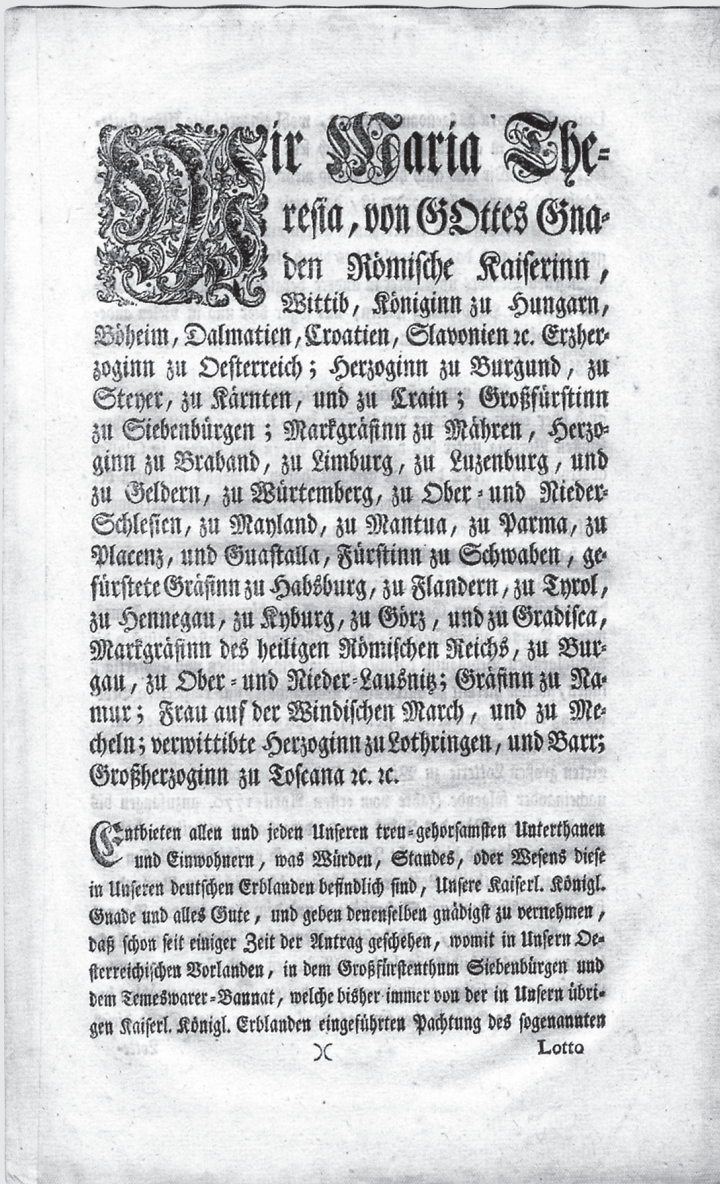 Wir Maria The-
resia, von GOttes Gna-
den Römische Kaiserinn,
Wittib, Königinn zu Hungarn,
Böheim, Dalmatien, Croatien, Slavonien ꝛc. Erzher-
zoginn zu Oesterreich; Herzoginn zu Burgund, zu
Steyer, zu Kärnten, und zu Crain; Großfürstinn
zu Siebenbürgen; Markgräfinn zu Mähren, Herzo-
ginn zu Braband, zu Limburg, zu Luzenburg, und
zu Geldern, zu Würtemberg, zu Ober- und Nieder-
Schlesien, zu Mayland, zu Mantua, zu Parma, zu
Placenz, und Guastalla, Fürstinn zu Schwaben, ge-
fürstete Gräfinn zu Habsburg, zu Flandern, zu Tyrol,
zu Hennegau, zu Kyburg, zu Görz, und zu Gradisca,
Markgräfinn des heiligen Römischen Reichs, zu Bur-
gau, zu Ober- und Nieder-Lausnitz; Gräfinn zu Na-
mur; Frau auf der Windischen March, und zu Me-
cheln; verwittibte Herzoginn zu Lothringen, und Barr;
Großherzoginn zu Toscana ꝛc. ꝛc.
Entbieten allen und jeden Unseren treu-gehorsamsten Unterthanen
und Einwohnern, was Würden, Standes, oder Wesens diese
in Unseren deutschen Erblanden befindlich sind, Unsere Kaiserl. Königl.
Gnade und alles Gute, und geben denenselben gnädigst zu vernehmen,
daß schon seit einiger Zeit der Antrag geschehen, womit in Unsern Oe-
sterreichischen Vorlanden, in dem Großfürstenthum Siebenbürgen und
dem Temeswarer-Bannat, welche bisher immer von der in Unsern übri-
gen Kaiserl. Königl. Erblanden eingeführten Pachtung des sogenannten
)( Lotto